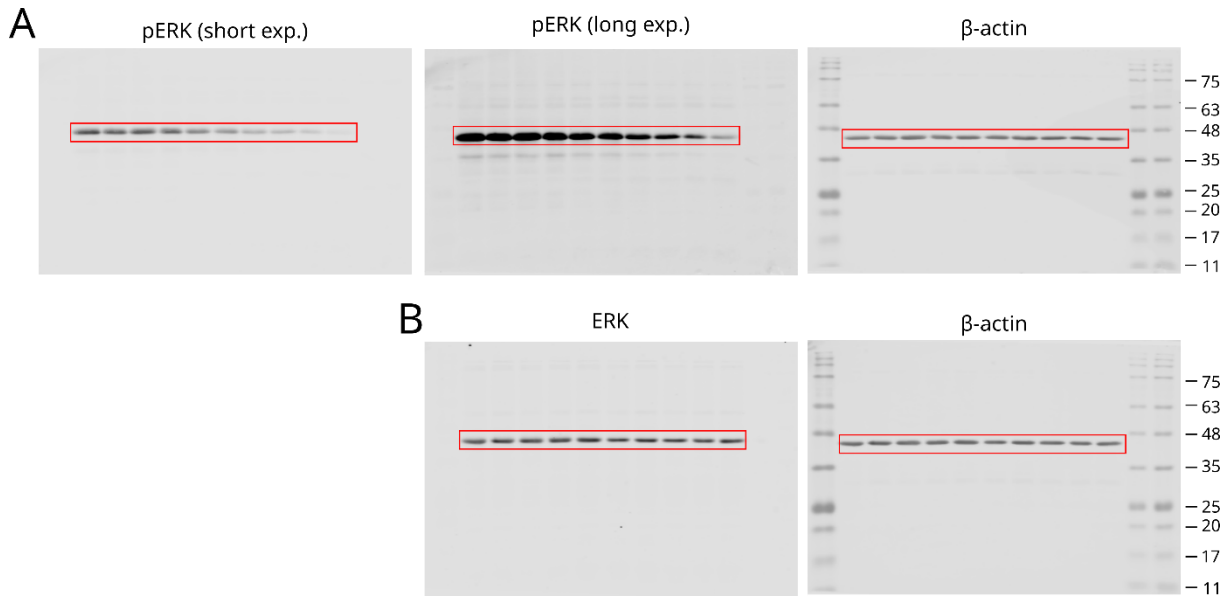 A
pERK (short exp.)
pERK (long exp.)
β-actin
75
63
48
35
25
20
17
11
B
ERK
β-actin
75
63
48
35
25
20
17
11